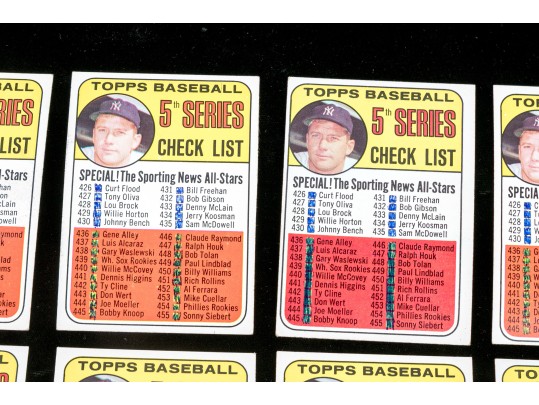 SERIES
LIST
l-Stars
TOPPS BASEBALL
5th SERIES
CHECK LIST
SPECIAL! The Sporting News All-Stars
426 Curt Flood 431 Bill Freehan
427 Tony Oliva 432 Bob Gibson
428 Lou Brock 433 Denny McLain
429 Willie Horton 434 Jerry Koosman
430 Johnny Bench 435 Sam McDowell
436 Gene Alley 446 Claude Raymond
437 Luis Alcaraz 447 Ralph Houk
438 Gary Waslewski 448 Bob Tolan
439 Wh. Sox Rookies 449 Paul Lindblad
440 Willie McCovey 450 Billy Williams
441 Dennis Higgins 451 Rich Rollins
442 Ty Cline 452 Al Ferrara
443 Don Wert 453 Mike Cuellar
444 Joe Moeller 454 Phillies Rookies
445 Bobby Knoop 455 Sonny Siebert
TOPPS BASEBALL
5th SERIES
CHECK LIST
SPECIAL! The Sporting News All-Stars
426 Curt Flood 431 Bill Freehan
427 Tony Oliva 432 Bob Gibson
428 Lou Brock 433 Denny McLain
429 Willie Horton 434 Jerry Koosman
430 Johnny Bench 435 Sam McDowell
436 Gene Alley 446 Claude Raymond
437 Luis Alcaraz 447 Ralph Houk
438 Gary Waslewski 448 Bob Tolan
439 Wh. Sox Rookies 449 Paul Lindblad
440 Willie McCovey 450 Billy Williams
441 Dennis Higgins 451 Rich Rollins
442 Ty Cline 452 Al Ferrara
443 Don Wert 453 Mike Cuellar
444 Joe Moeller 454 Phillies Rookies
445 Bobby Knoop 455 Sonny Siebert
TOPPS BASEBALL
TOPPS BASEBALL